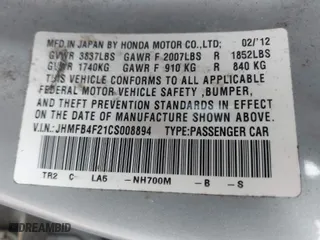 MFD.IN JAPAN BY HONDA MOTOR CO.,LTD. 02/'12
GVWR 3837LBS GAWR F 2007LBS R 1852LBS
GVWR 1740KG GAWR F 910 KG R 840 KG
THIS VEHICLE CONFORMS TO ALL APPLICABLE
FEDERAL MOTOR VEHICLE SAFETY ,BUMPER,
AND THEFT PREVENTION STANDARDS IN EFFECT
ON THE DATE OF MANUFACTURE SHOWN ABOVE.
V.I.N.:JHMFB4F21CS008894 TYPE:PASSENGER CAR
TR2 C- LA5 -NH700M -B -S